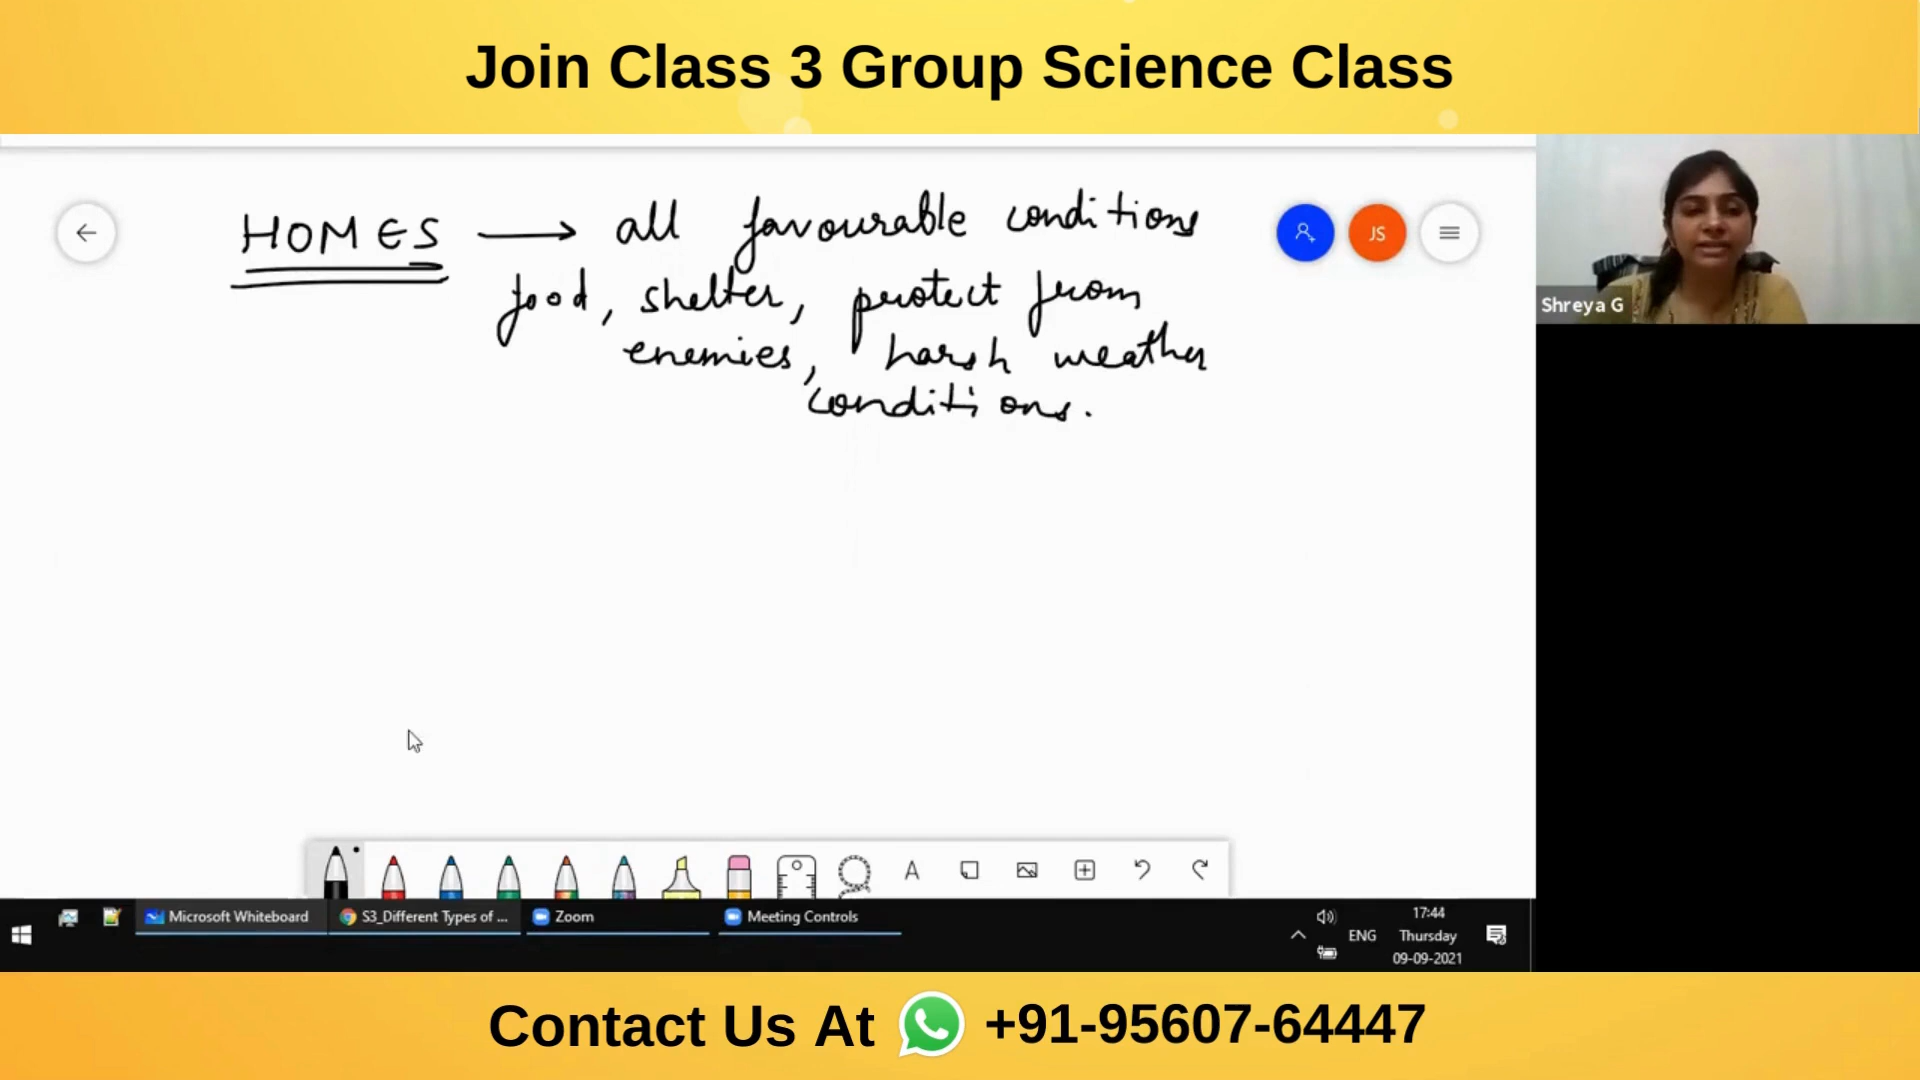 Join Class 3 Group Science Class
HOMES → all favourable conditions
food, shelter, protect from
enemies, harsh weather
conditions.
JS
Shreya G
A
Microsoft Whiteboard
S3_Different Types of ...
Zoom
Meeting Controls
ENG
17:44
Thursday
09-09-2021
Contact Us At +91-95607-64447